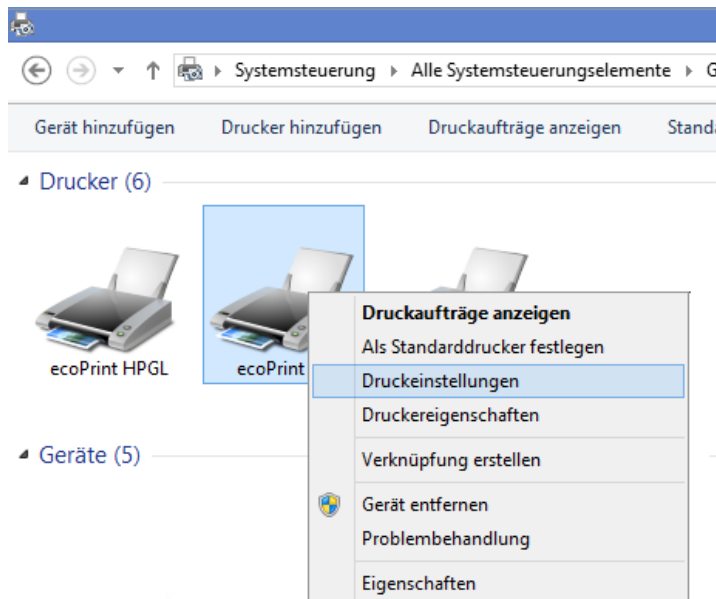 Systemsteuerung Alle Systemsteuerungselemente G
Gerät hinzufügen Drucker hinzufügen Druckaufträge anzeigen Standa
Drucker (6)
ecoPrint HPGL ecoPrint
Druckaufträge anzeigen
Als Standarddrucker festlegen
Druckeinstellungen
Druckereigenschaften
Verknüpfung erstellen
Gerät entfernen
Problembehandlung
Eigenschaften
Geräte (5)